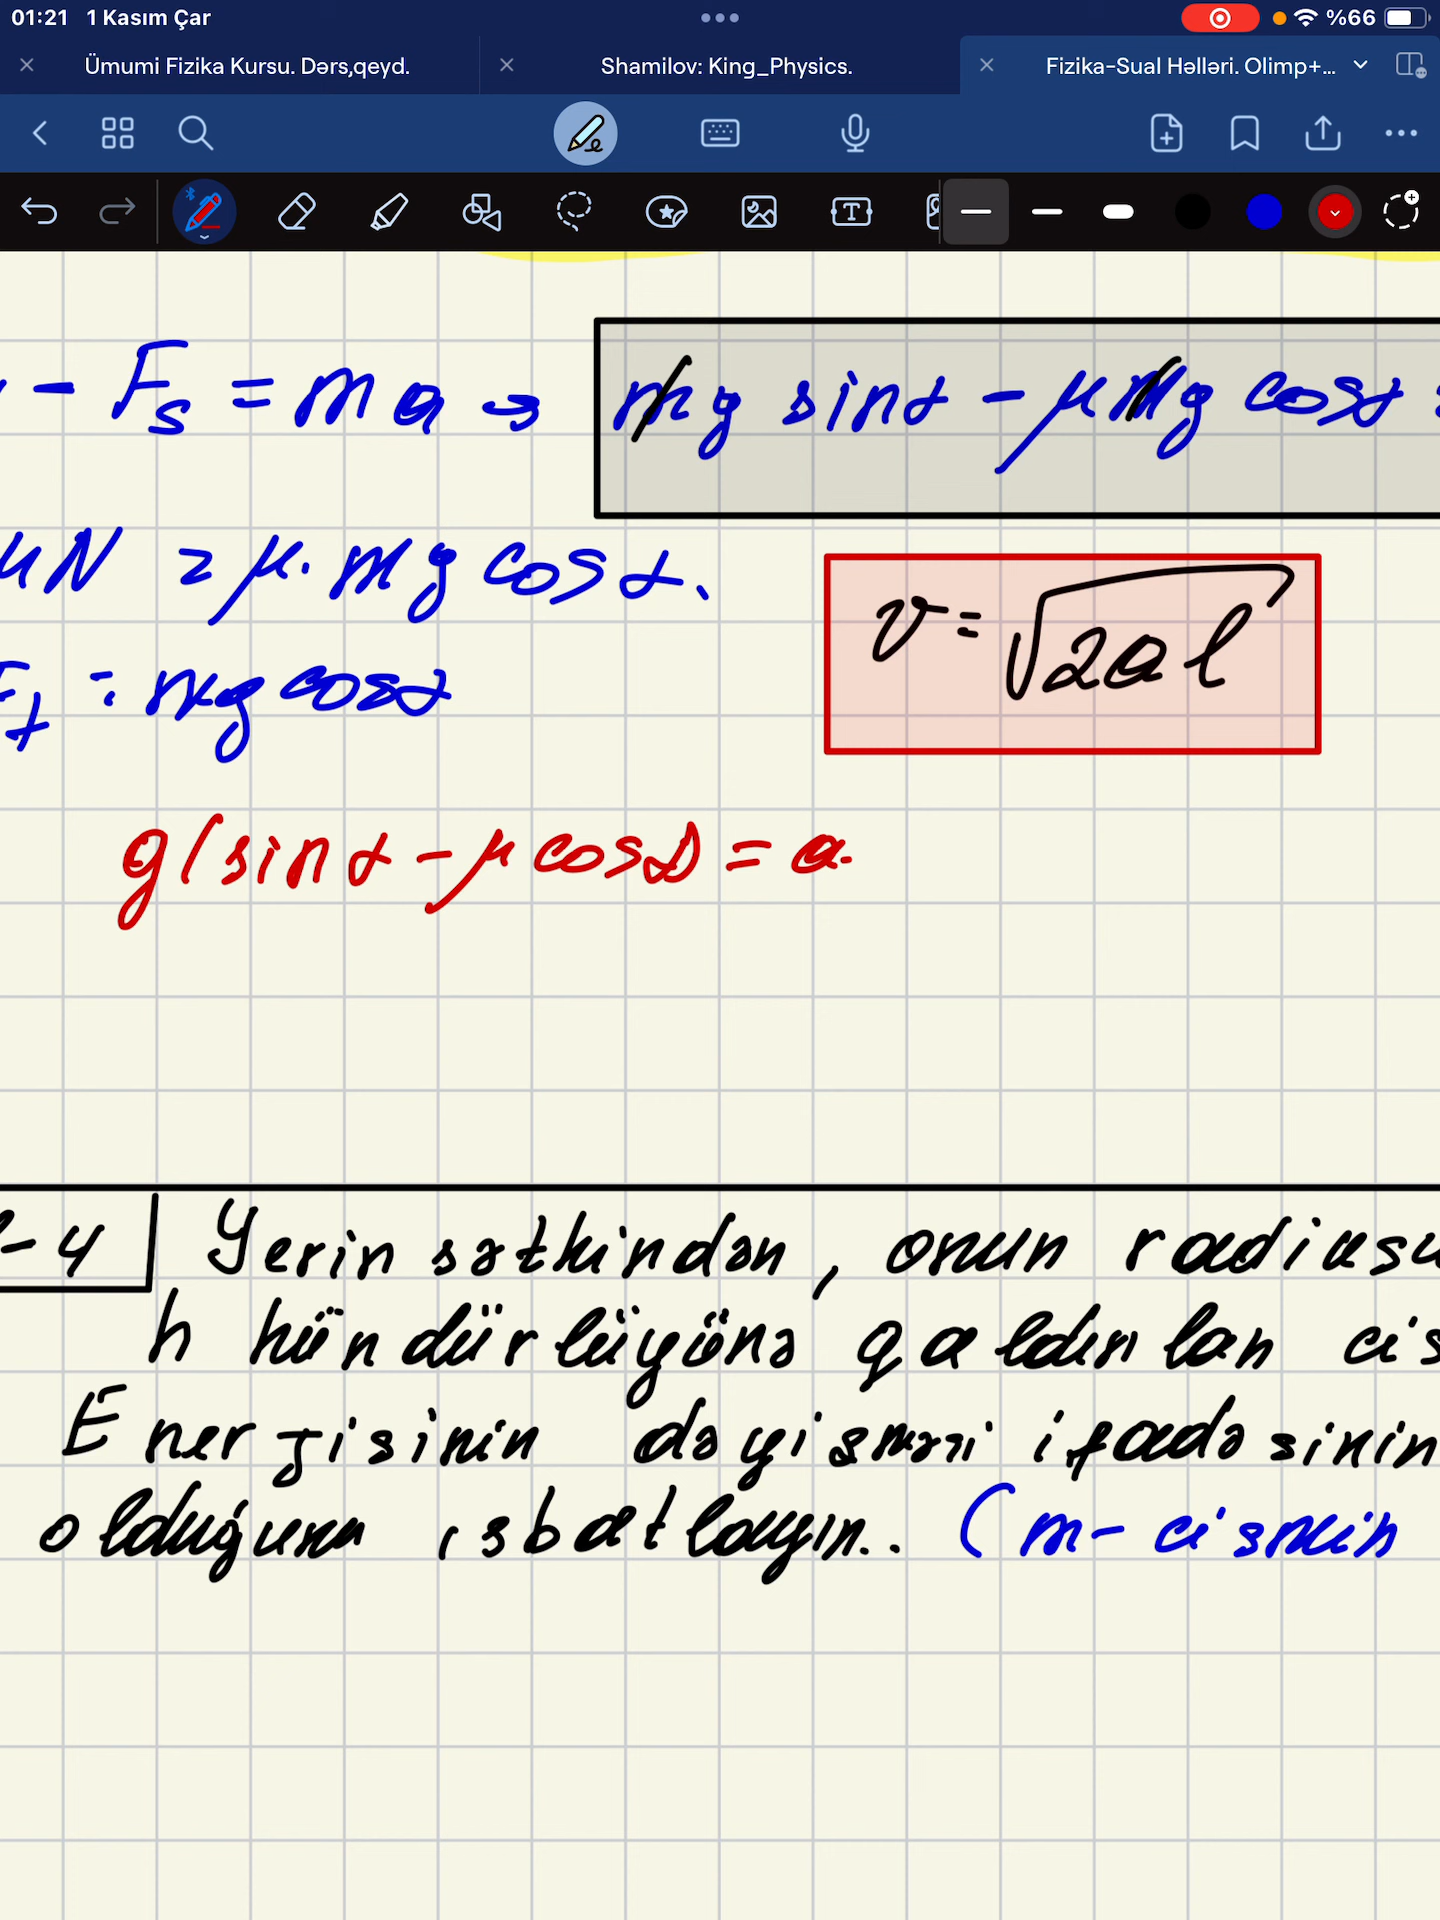 01:21 1 Kasım Çar %66
Ümumi Fizika Kursu. Dərs,qeyd. Shamilov: King_Physics. Fizika-Sual Həlləri. Olimp+...
- Fs = ma → mg sinα - μmg cosα =
μN = μ. mg cosα.
v = √2al
: mg cosα
g(sinα - μ cosα) = a.
-4 Yerin səthindən, onun radiusu
h hündürlüyünə qaldırılan cis
Energisinin dəyişməsi ifadəsinin
olduğunu isbatlayın.. (m- cismin